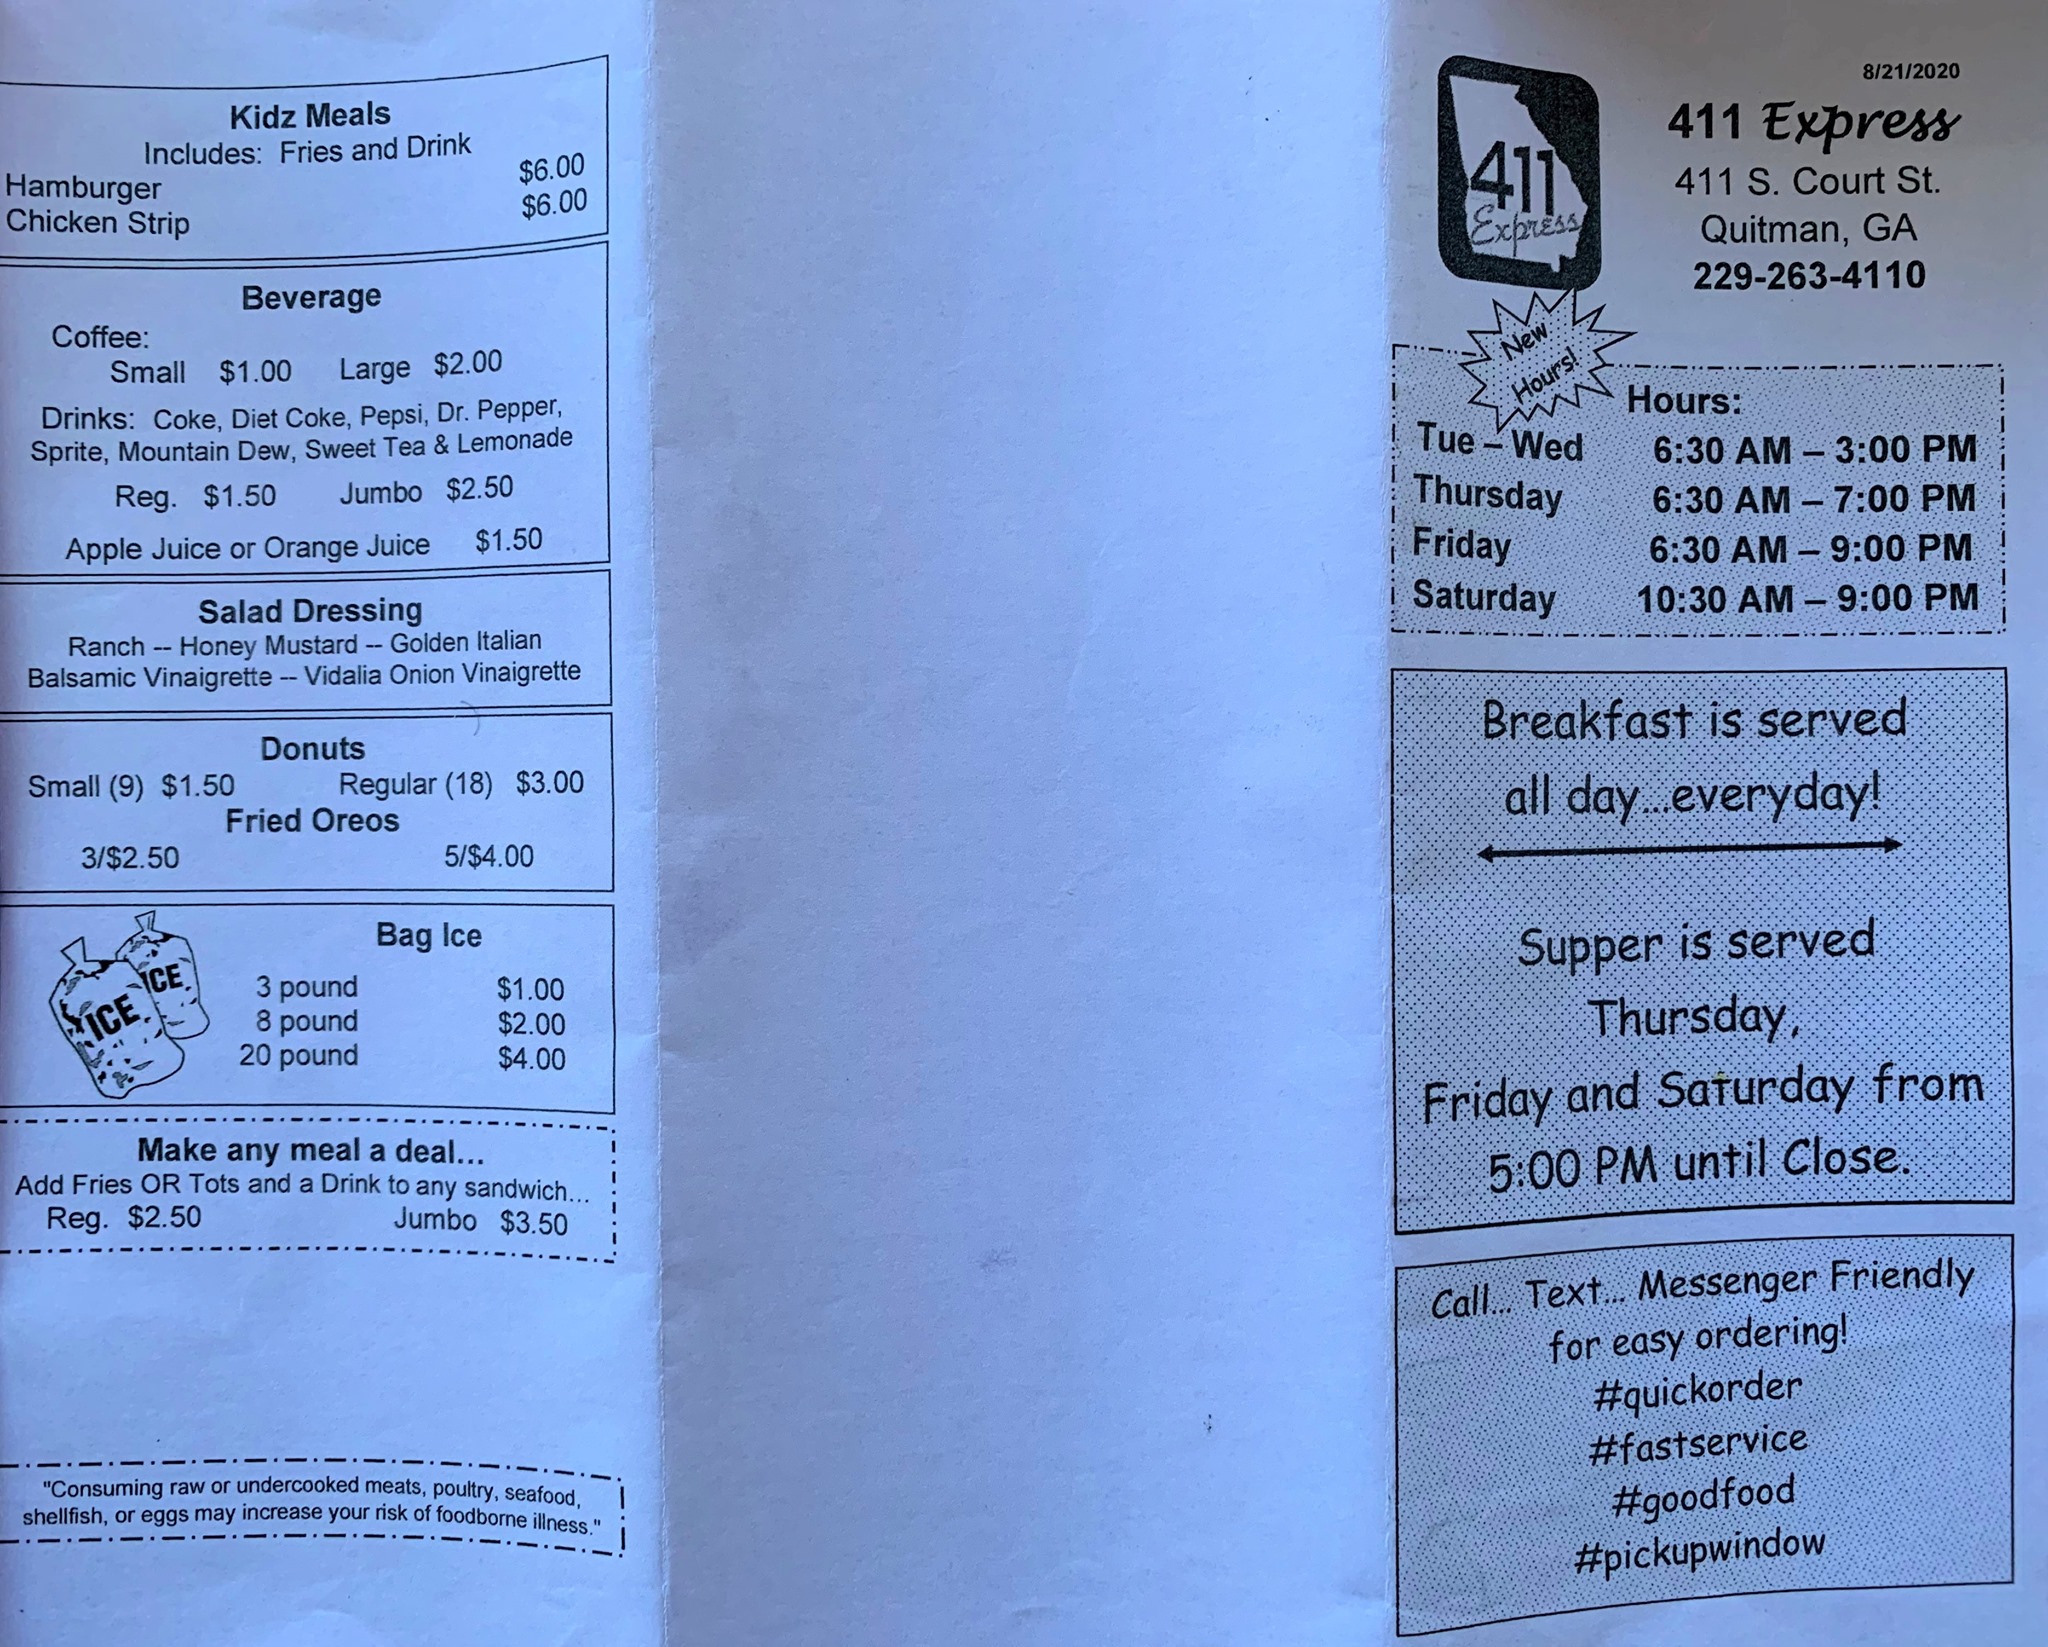 Kidz Meals
Includes: Fries and Drink
Hamburger $6.00
Chicken Strip $6.00
Beverage
Coffee:
Small $1.00 Large $2.00
Drinks: Coke, Diet Coke, Pepsi, Dr. Pepper,
Sprite, Mountain Dew, Sweet Tea & Lemonade
Reg. $1.50 Jumbo $2.50
Apple Juice or Orange Juice $1.50
Salad Dressing
Ranch -- Honey Mustard -- Golden Italian
Balsamic Vinaigrette -- Vidalia Onion Vinaigrette
Donuts
Small (9) $1.50 Regular (18) $3.00
Fried Oreos
3/$2.50 5/$4.00
ICE
ICE
Bag Ice
3 pound $1.00
8 pound $2.00
20 pound $4.00
Make any meal a deal...
Add Fries OR Tots and a Drink to any sandwich...
Reg. $2.50 Jumbo $3.50
"Consuming raw or undercooked meats, poultry, seafood,
shellfish, or eggs may increase your risk of foodborne illness."
411
Express
8/21/2020
411 Express
411 S. Court St.
Quitman, GA
229-263-4110
New
Hours!
Hours:
Tue – Wed 6:30 AM – 3:00 PM
Thursday 6:30 AM – 7:00 PM
Friday 6:30 AM – 9:00 PM
Saturday 10:30 AM – 9:00 PM
Breakfast is served
all day...everyday!
Supper is served
Thursday,
Friday and Saturday from
5:00 PM until Close.
Call... Text... Messenger Friendly
for easy ordering!
#quickorder
#fastservice
#goodfood
#pickupwindow